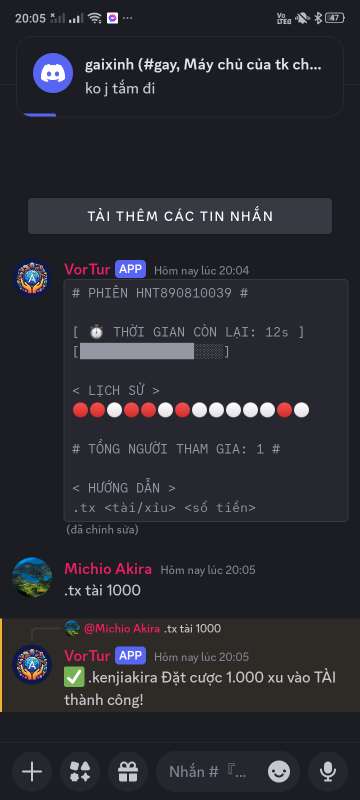 20:05
Vo LTED
47
gaixinh (#gay, Máy chủ của tk ch...
ko j tắm đi
TẢI THÊM CÁC TIN NHẮN
VorTur APP Hôm nay lúc 20:04
# PHIÊN HNT890810039 #
[ ⏱️ THỜI GIAN CÒN LẠI: 12s ]
< LỊCH SỬ >
# TỔNG NGƯỜI THAM GIA: 1 #
< HƯỚNG DẪN >
.tx <tài/xỉu> <số tiền>
(đã chỉnh sửa)
Michio Akira Hôm nay lúc 20:05
.tx tài 1000
@Michio Akira .tx tài 1000
VorTur APP Hôm nay lúc 20:05
✅ .kenjiakira Đặt cược 1.000 xu vào TÀI
thành công!
Nhắn # 『...